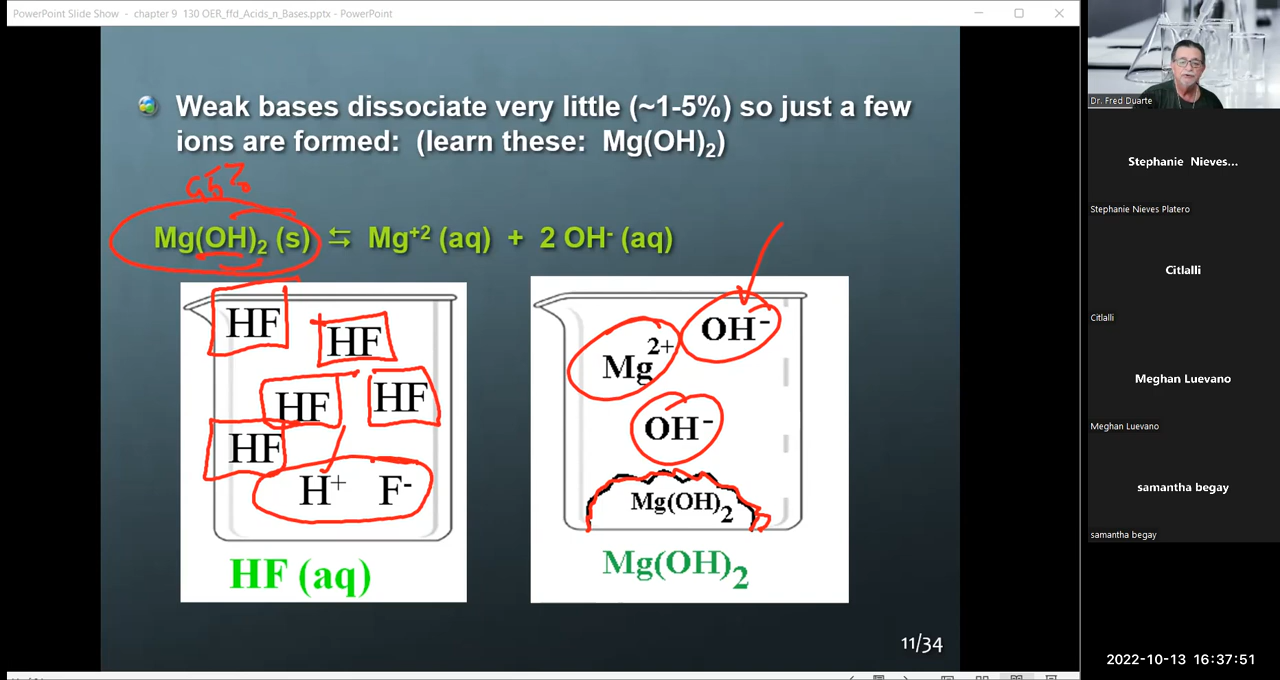 PowerPoint Slide Show - chapter 9 130 OER_ffd_Acids_n_Bases.pptx - PowerPoint
Weak bases dissociate very little (~1-5%) so just a few
ions are formed: (learn these: Mg(OH)₂)
95%
Mg(OH)₂ (s) ⇆ Mg⁺² (aq) + 2 OH⁻ (aq)
HF
HF
HF
HF
HF
H⁺ F⁻
HF (aq)
OH⁻
Mg²⁺
OH⁻
Mg(OH)₂
Mg(OH)₂
11/34
Dr. Fred Duarte
Stephanie Nieves...
Stephanie Nieves Platero
Citlalli
Citlalli
Meghan Luevano
Meghan Luevano
samantha begay
samantha begay
2022-10-13 16:37:51